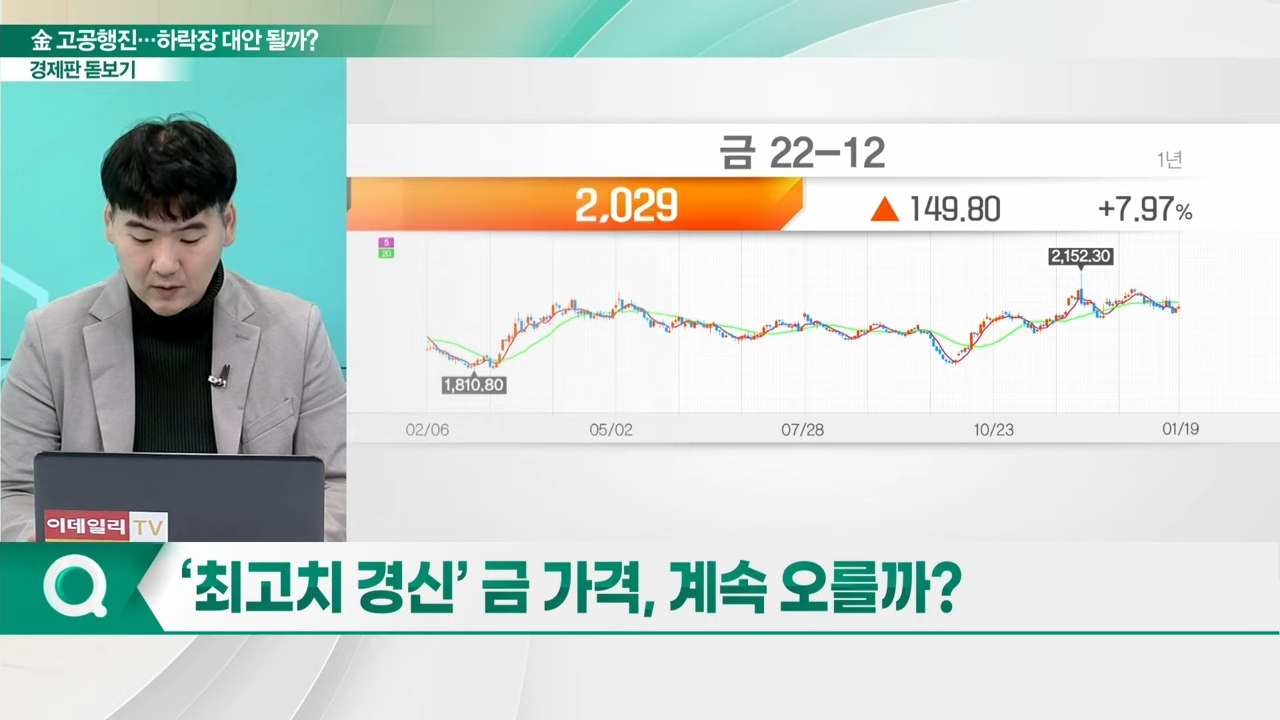 金 고공행진…하락장 대안 될까?
경제판 돋보기
금 22-12
1년
2,029
▲ 149.80
+7.97%
5
20
2,152.30
1,810.80
02/06
05/02
07/28
10/23
01/19
이데일리 TV
‘최고치 경신’ 금 가격, 계속 오를까?